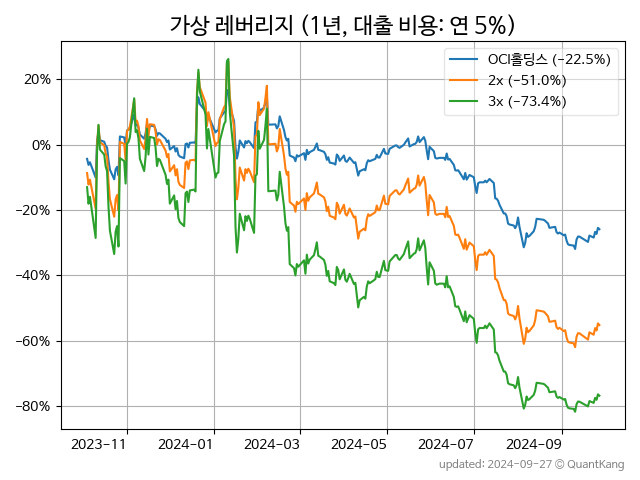 가상 레버리지 (1년, 대출 비용: 연 5%)
OCI홀딩스 (−22.5%)
2x (−51.0%)
3x (−73.4%)
20%
0%
−20%
−40%
−60%
−80%
2023-11
2024-01
2024-03
2024-05
2024-07
2024-09
updated: 2024-09-27 © QuantKang